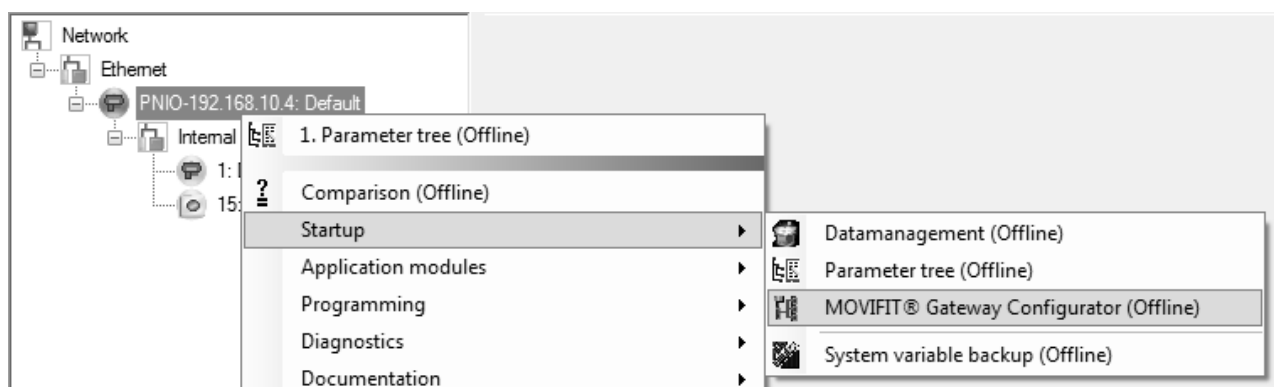 Network
Ethernet
PNIO-192.168.10.4: Default
Internal
1. Parameter tree (Offline)
1:
Comparison (Offline)
15:
Startup
Datamanagement (Offline)
Application modules
Parameter tree (Offline)
Programming
MOVIFIT® Gateway Configurator (Offline)
Diagnostics
System variable backup (Offline)
Documentation